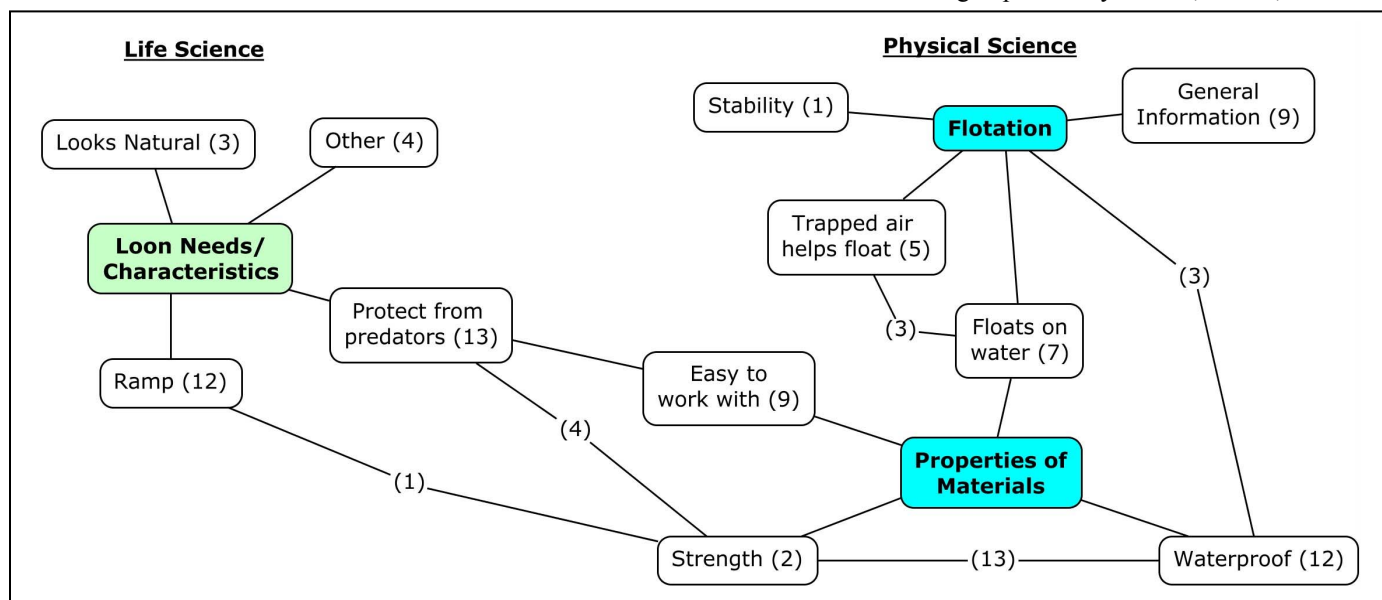 Life Science
Physical Science
Stability (1)
Flotation
General
Information (9)
Looks Natural (3)
Other (4)
Trapped air
helps float (5)
Loon Needs/
Characteristics
(3)
Protect from
predators (13)
(3)
Floats on
water (7)
Ramp (12)
Easy to
work with (9)
(4)
Properties of
Materials
(1)
Strength (2)
(13)
Waterproof (12)